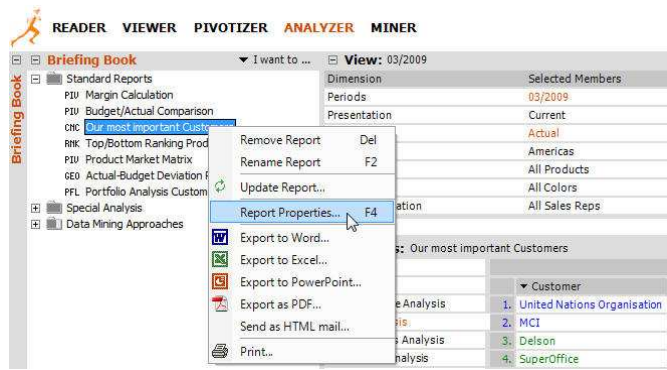 READER VIEWER PIVOTIZER ANALYZER MINER
Briefing Book
Briefing Book
I want to ...
Standard Reports
PIV Margin Calculation
PIV Budget/Actual Comparison
CNC Our most important Customers
RNK Top/Bottom Ranking Prod
PIV Product Market Matrix
GEO Actual-Budget Deviation
PFL Portfolio Analysis Custom
Special Analysis
Data Mining Approaches
Remove Report Del
Rename Report F2
Update Report...
Report Properties... F4
Export to Word...
Export to Excel...
Export to PowerPoint...
Export as PDF...
Send as HTML mail...
Print...
View: 03/2009
Dimension Selected Members
Periods 03/2009
Presentation Current
Actual
Americas
All Products
All Colors
ation All Sales Reps
s: Our most important Customers
Customer
e Analysis 1. United Nations Organisation
sis 2. MCI
s Analysis 3. Delson
nalysis 4. SuperOffice